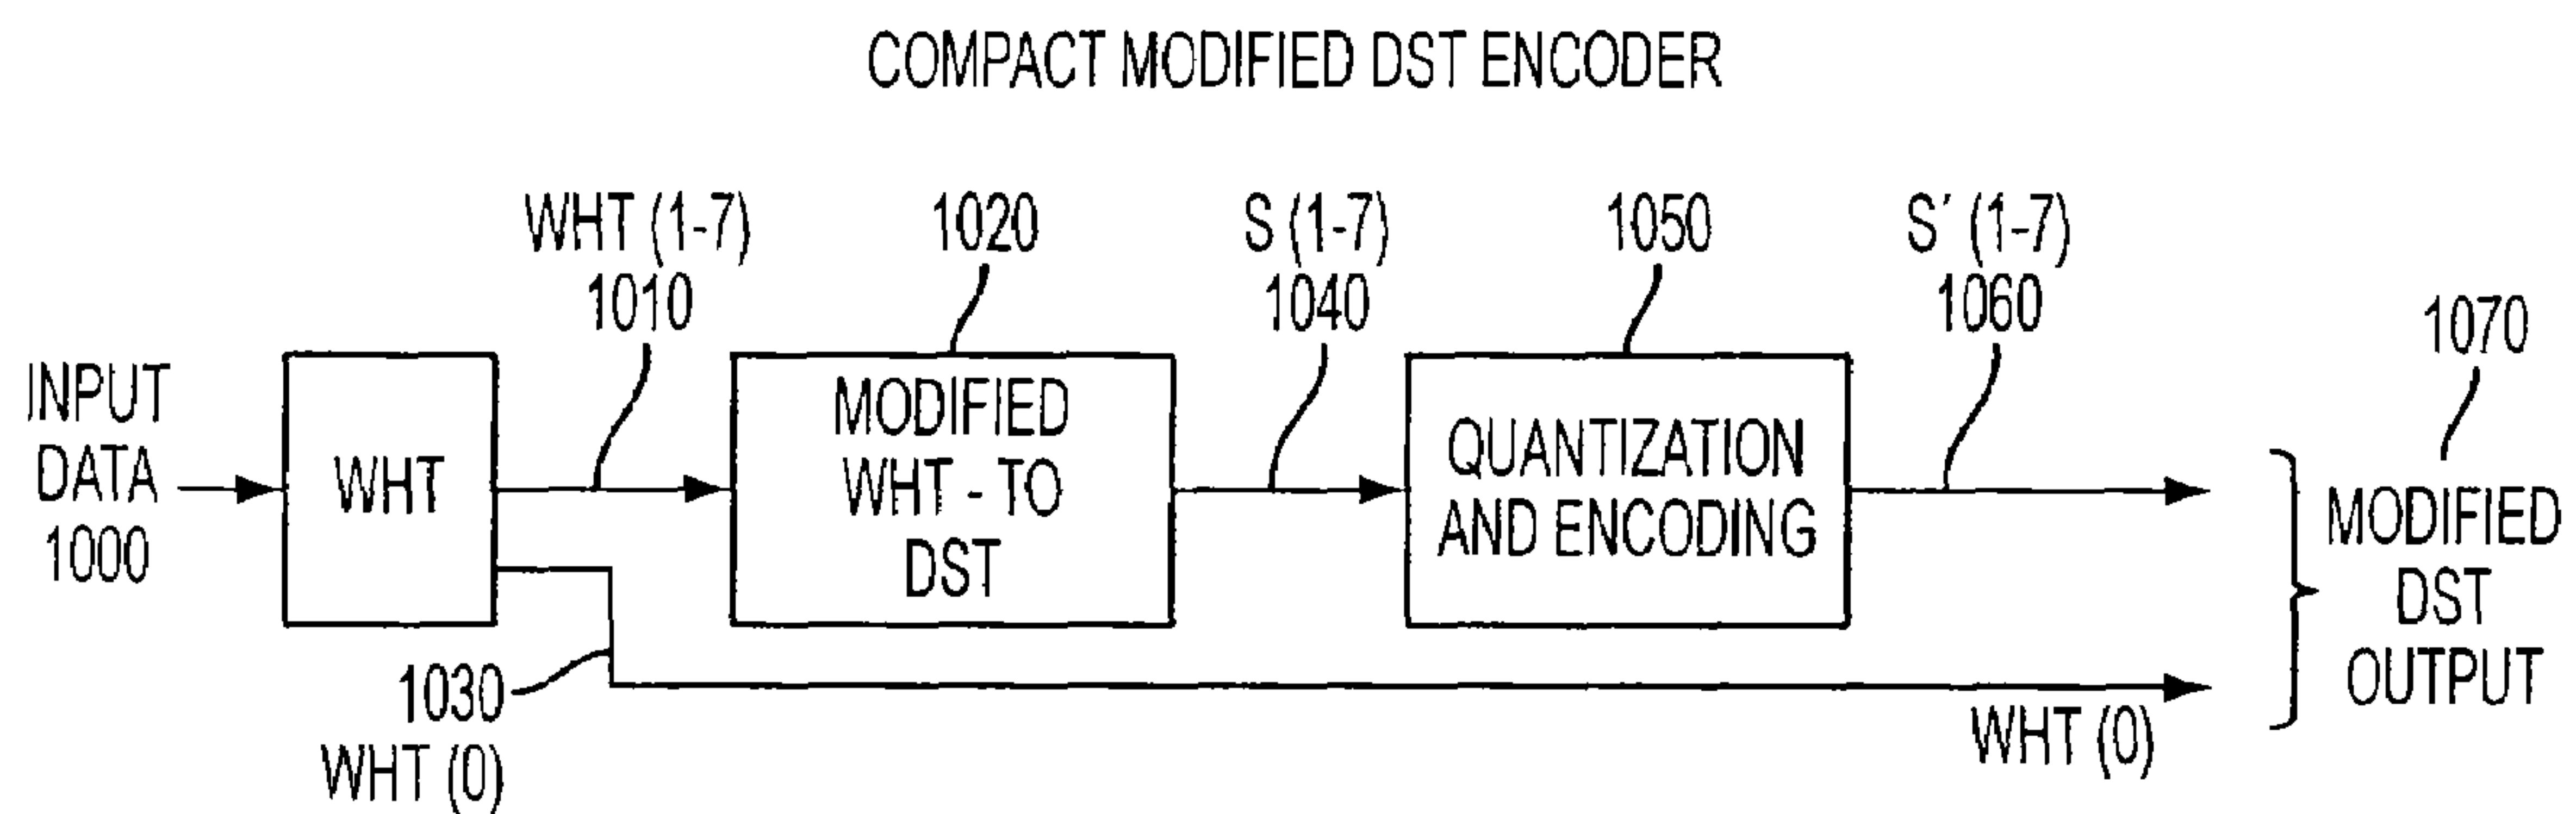 COMPACT MODIFIED DST ENCODER
WHT (1-7)
1010
1020
S (1-7)
1040
1050
S′ (1-7)
1060
1070
INPUT
DATA
1000
WHT
MODIFIED
WHT - TO
DST
QUANTIZATION
AND ENCODING
MODIFIED
DST
OUTPUT
1030
WHT (0)
WHT (0)